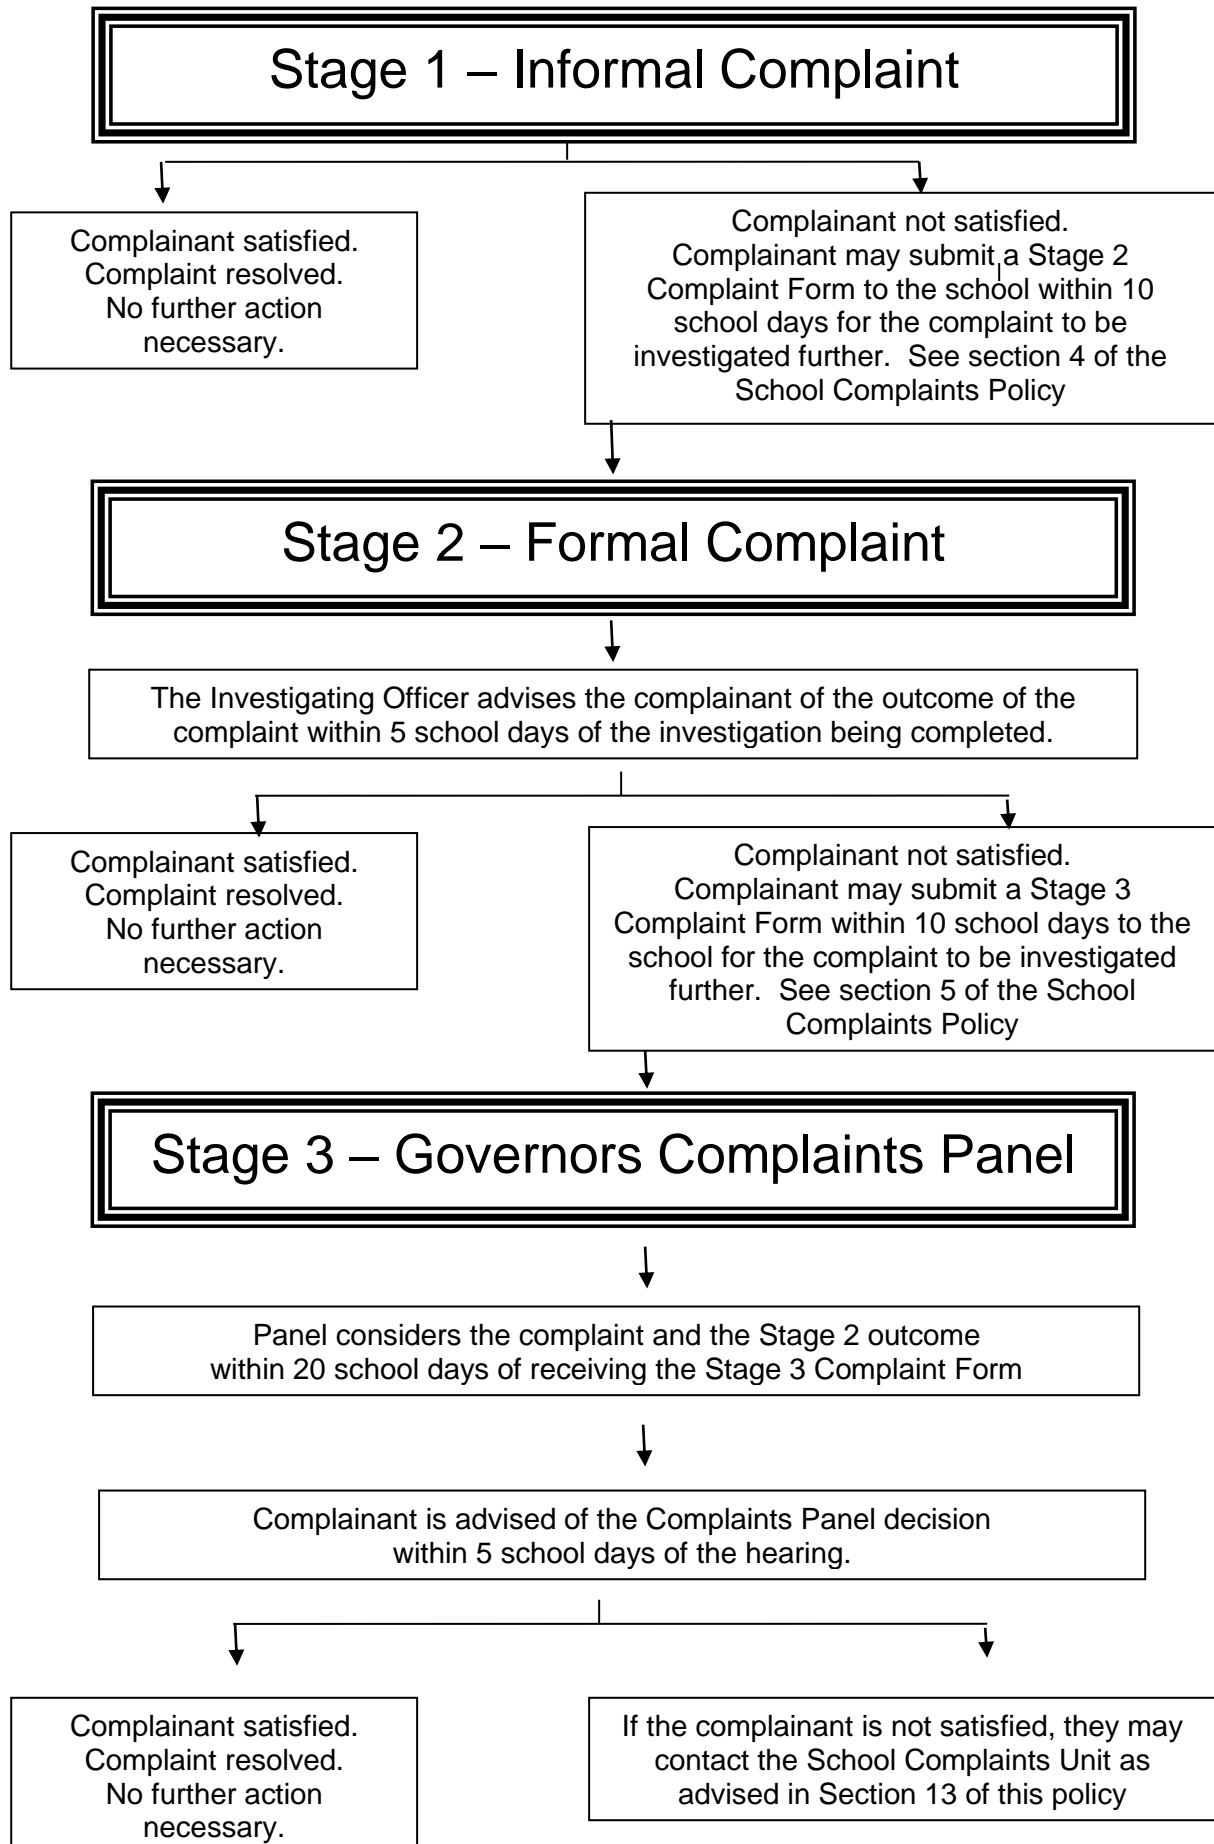 Stage 1 – Informal Complaint
Complainant satisfied.
Complaint resolved.
No further action
necessary.
Complainant not satisfied.
Complainant may submit a Stage 2
Complaint Form to the school within 10
school days for the complaint to be
investigated further.  See section 4 of the
School Complaints Policy
Stage 2 – Formal Complaint
The Investigating Officer advises the complainant of the outcome of the
complaint within 5 school days of the investigation being completed.
Complainant satisfied.
Complaint resolved.
No further action
necessary.
Complainant not satisfied.
Complainant may submit a Stage 3
Complaint Form within 10 school days to the
school for the complaint to be investigated
further.  See section 5 of the School
Complaints Policy
Stage 3 – Governors Complaints Panel
Panel considers the complaint and the Stage 2 outcome
within 20 school days of receiving the Stage 3 Complaint Form
Complainant is advised of the Complaints Panel decision
within 5 school days of the hearing.
Complainant satisfied.
Complaint resolved.
No further action
necessary.
If the complainant is not satisfied, they may
contact the School Complaints Unit as
advised in Section 13 of this policy